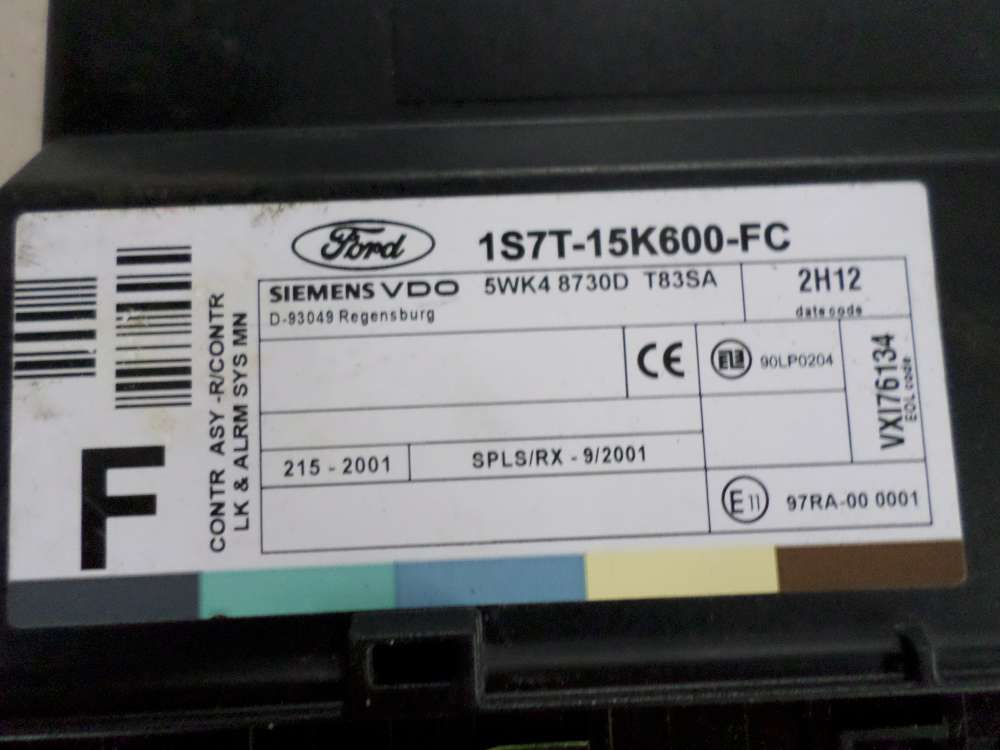 Ford 1S7T-15K600-FC
SIEMENS VDO 5WK4 8730D T83SA
D-93049 Regensburg
2H12
date code
CE
90LP0204
VXI76134
EOL code
215 - 2001
SPLS/RX - 9/2001
E11 97RA-00 0001
CONTR ASY -R/CONTR
LK & ALRM SYS MN
F